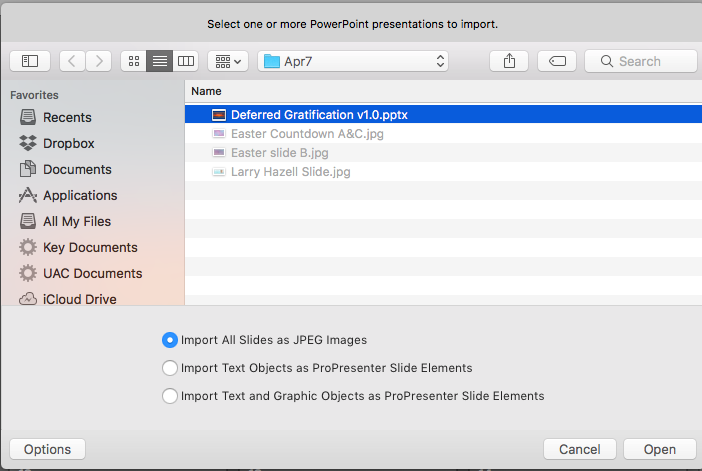 Select one or more PowerPoint presentations to import.
Apr7
Search
Favorites
Recents
Dropbox
Documents
Applications
All My Files
Key Documents
UAC Documents
iCloud Drive
Name
Deferred Gratification v1.0.pptx
Easter Countdown A&C.jpg
Easter slide B.jpg
Larry Hazell Slide.jpg
Import All Slides as JPEG Images
Import Text Objects as ProPresenter Slide Elements
Import Text and Graphic Objects as ProPresenter Slide Elements
Options
Cancel
Open